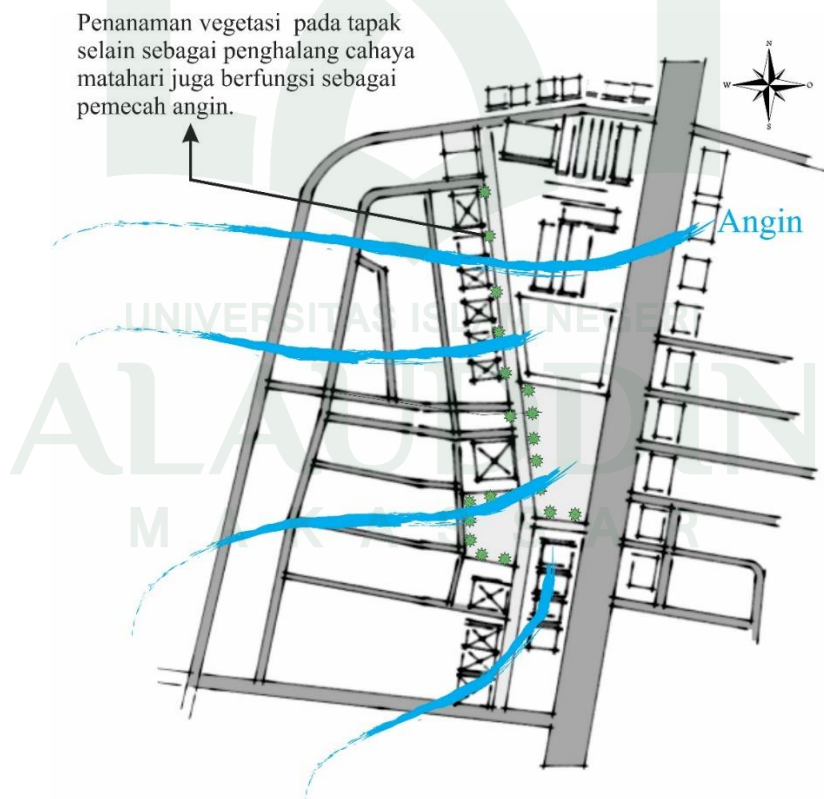 Penanaman vegetasi pada tapak
selain sebagai penghalang cahaya
matahari juga berfungsi sebagai
pemecah angin.
N
W O
S
Angin
UNIVERSITAS ISLAM NEGERI
ALAUDDIN
MAKASSAR